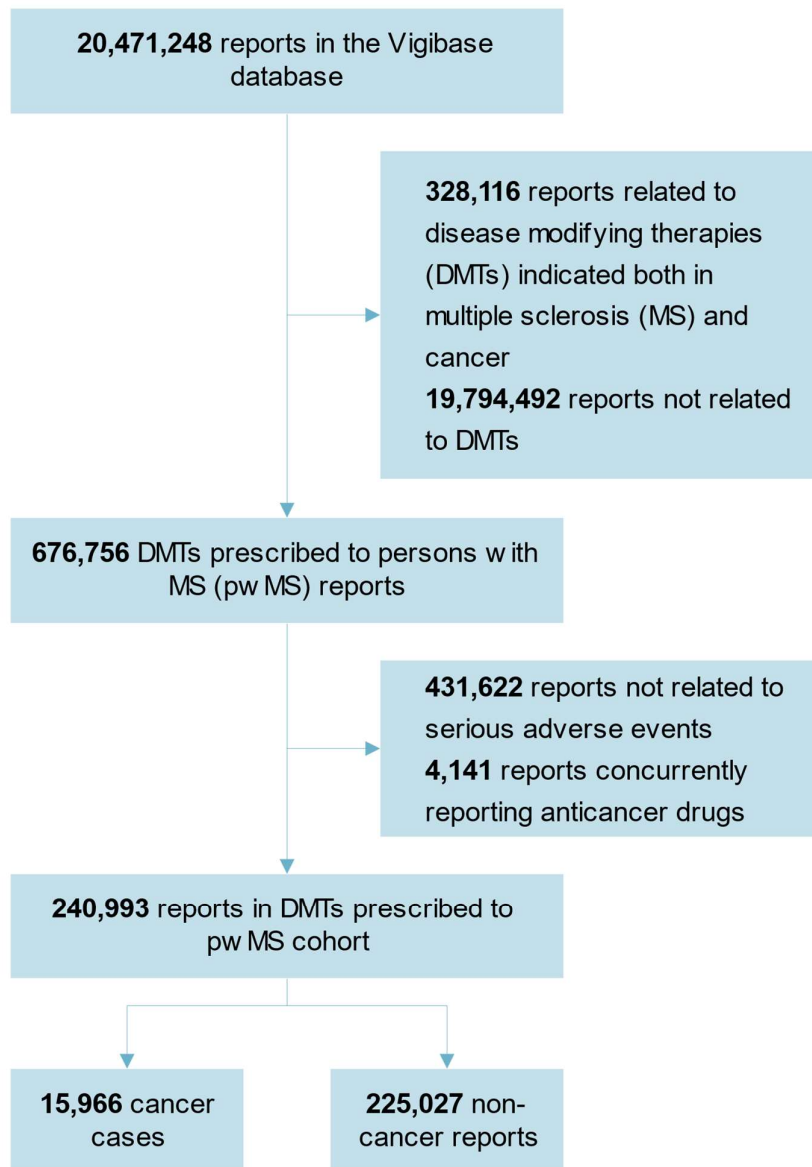 20,471,248 reports in the Vigibase
database
328,116 reports related to
disease modifying therapies
(DMTs) indicated both in
multiple sclerosis (MS) and
cancer
19,794,492 reports not related
to DMTs
676,756 DMTs prescribed to persons with
MS (pwMS) reports
431,622 reports not related to
serious adverse events
4,141 reports concurrently
reporting anticancer drugs
240,993 reports in DMTs prescribed to
pwMS cohort
15,966 cancer
cases
225,027 non-
cancer reports